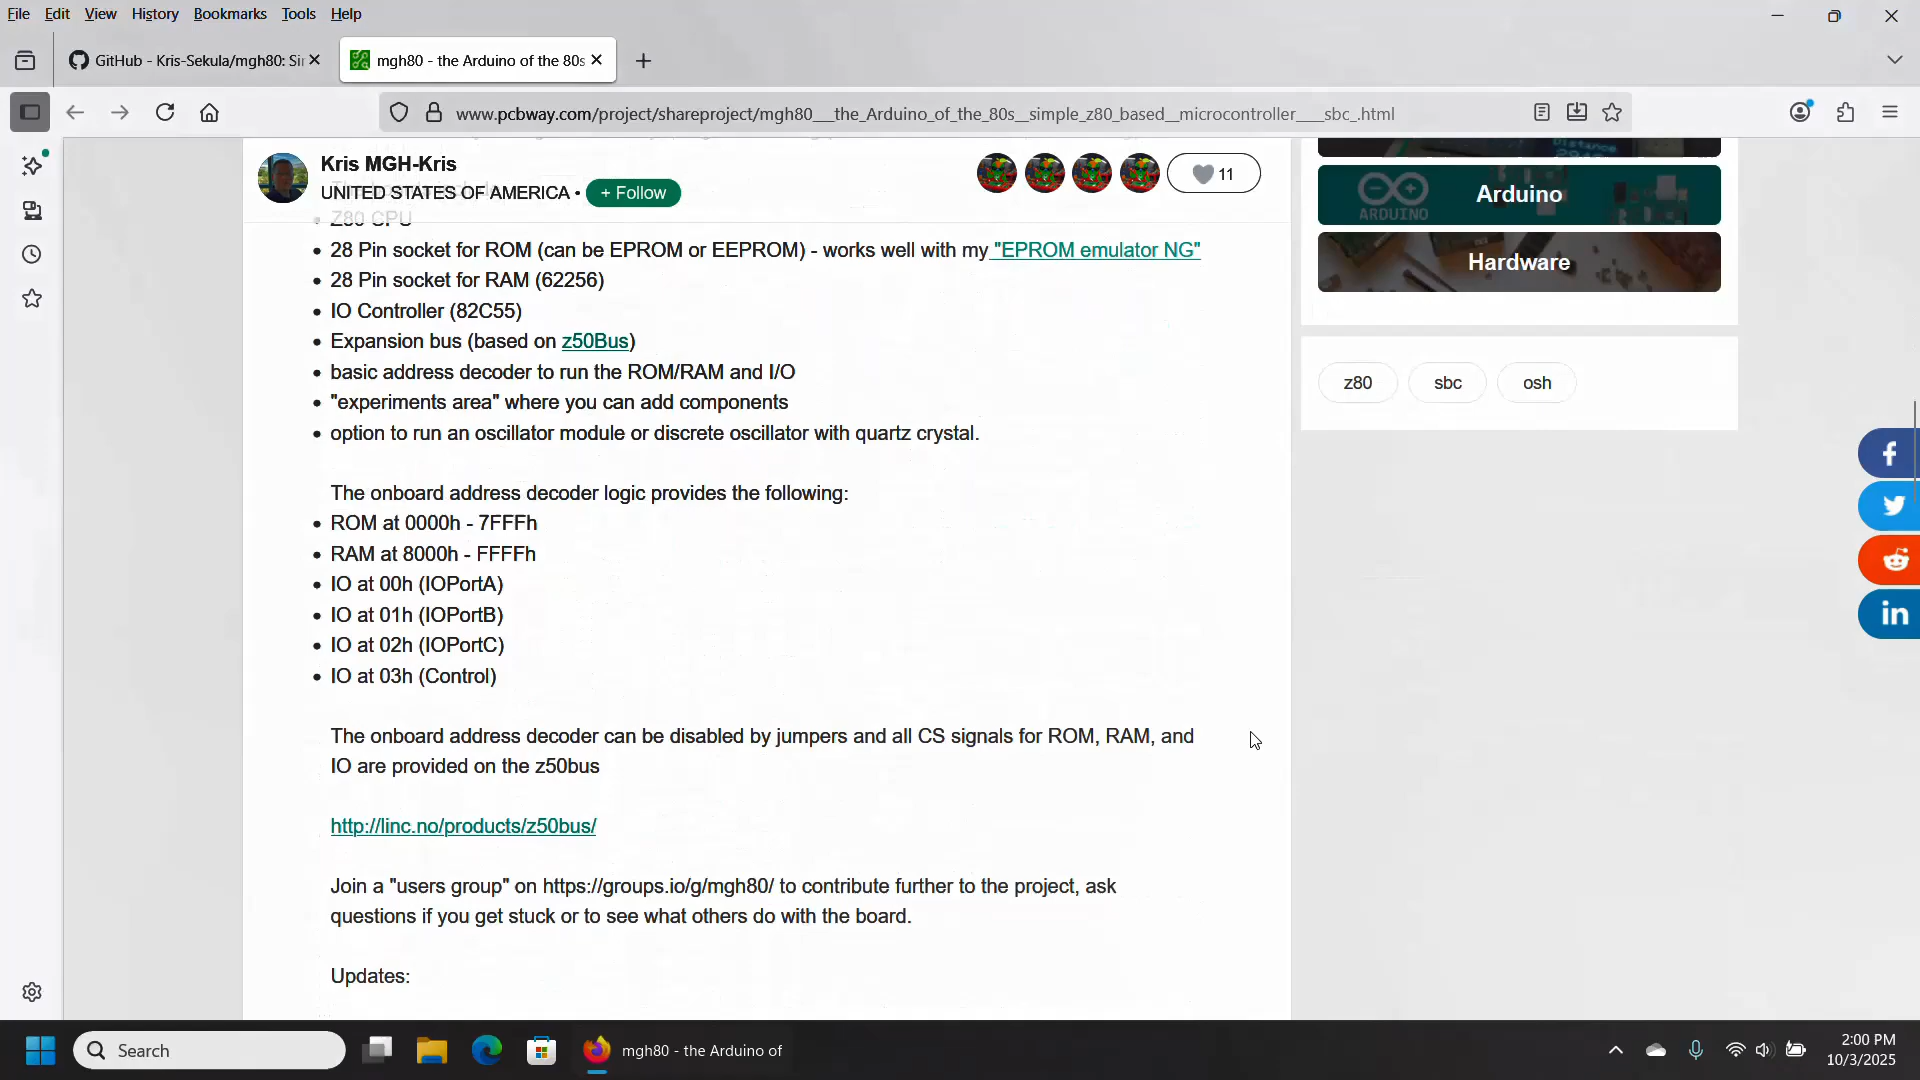 File Edit View History Bookmarks Tools Help
GitHub - Kris-Sekula/mgh80: Si
mgh80 - the Arduino of the 80s
www.pcbway.com/project/shareproject/mgh80___the_Arduino_of_the_80s__simple_z80_based__microcontroller____sbc_.html
Kris MGH-Kris
UNITED STATES OF AMERICA • + Follow
11
Z80 CPU
• 28 Pin socket for ROM (can be EPROM or EEPROM) - works well with my "EPROM emulator NG"
• 28 Pin socket for RAM (62256)
• IO Controller (82C55)
• Expansion bus (based on z50Bus)
• basic address decoder to run the ROM/RAM and I/O
• "experiments area" where you can add components
• option to run an oscillator module or discrete oscillator with quartz crystal.
The onboard address decoder logic provides the following:
• ROM at 0000h - 7FFFh
• RAM at 8000h - FFFFh
• IO at 00h (IOPortA)
• IO at 01h (IOPortB)
• IO at 02h (IOPortC)
• IO at 03h (Control)
The onboard address decoder can be disabled by jumpers and all CS signals for ROM, RAM, and
IO are provided on the z50bus
http://linc.no/products/z50bus/
Join a "users group" on https://groups.io/g/mgh80/ to contribute further to the project, ask
questions if you get stuck or to see what others do with the board.
Updates:
Distance
ARDUINO
Arduino
Hardware
z80 sbc osh
Search
mgh80 - the Arduino of
2:00 PM
10/3/2025